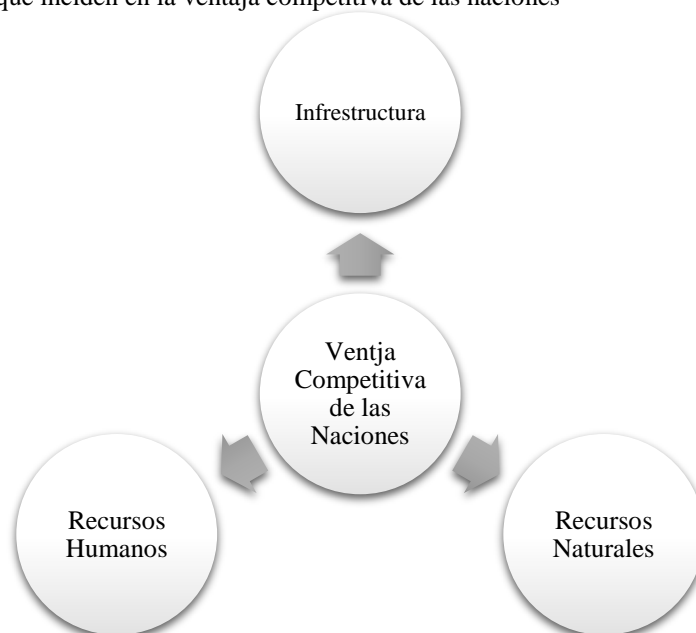 que inciden en la ventaja competitiva de las naciones
Infrestructura
Ventja
Competitiva
de las
Naciones
Recursos
Humanos
Recursos
Naturales